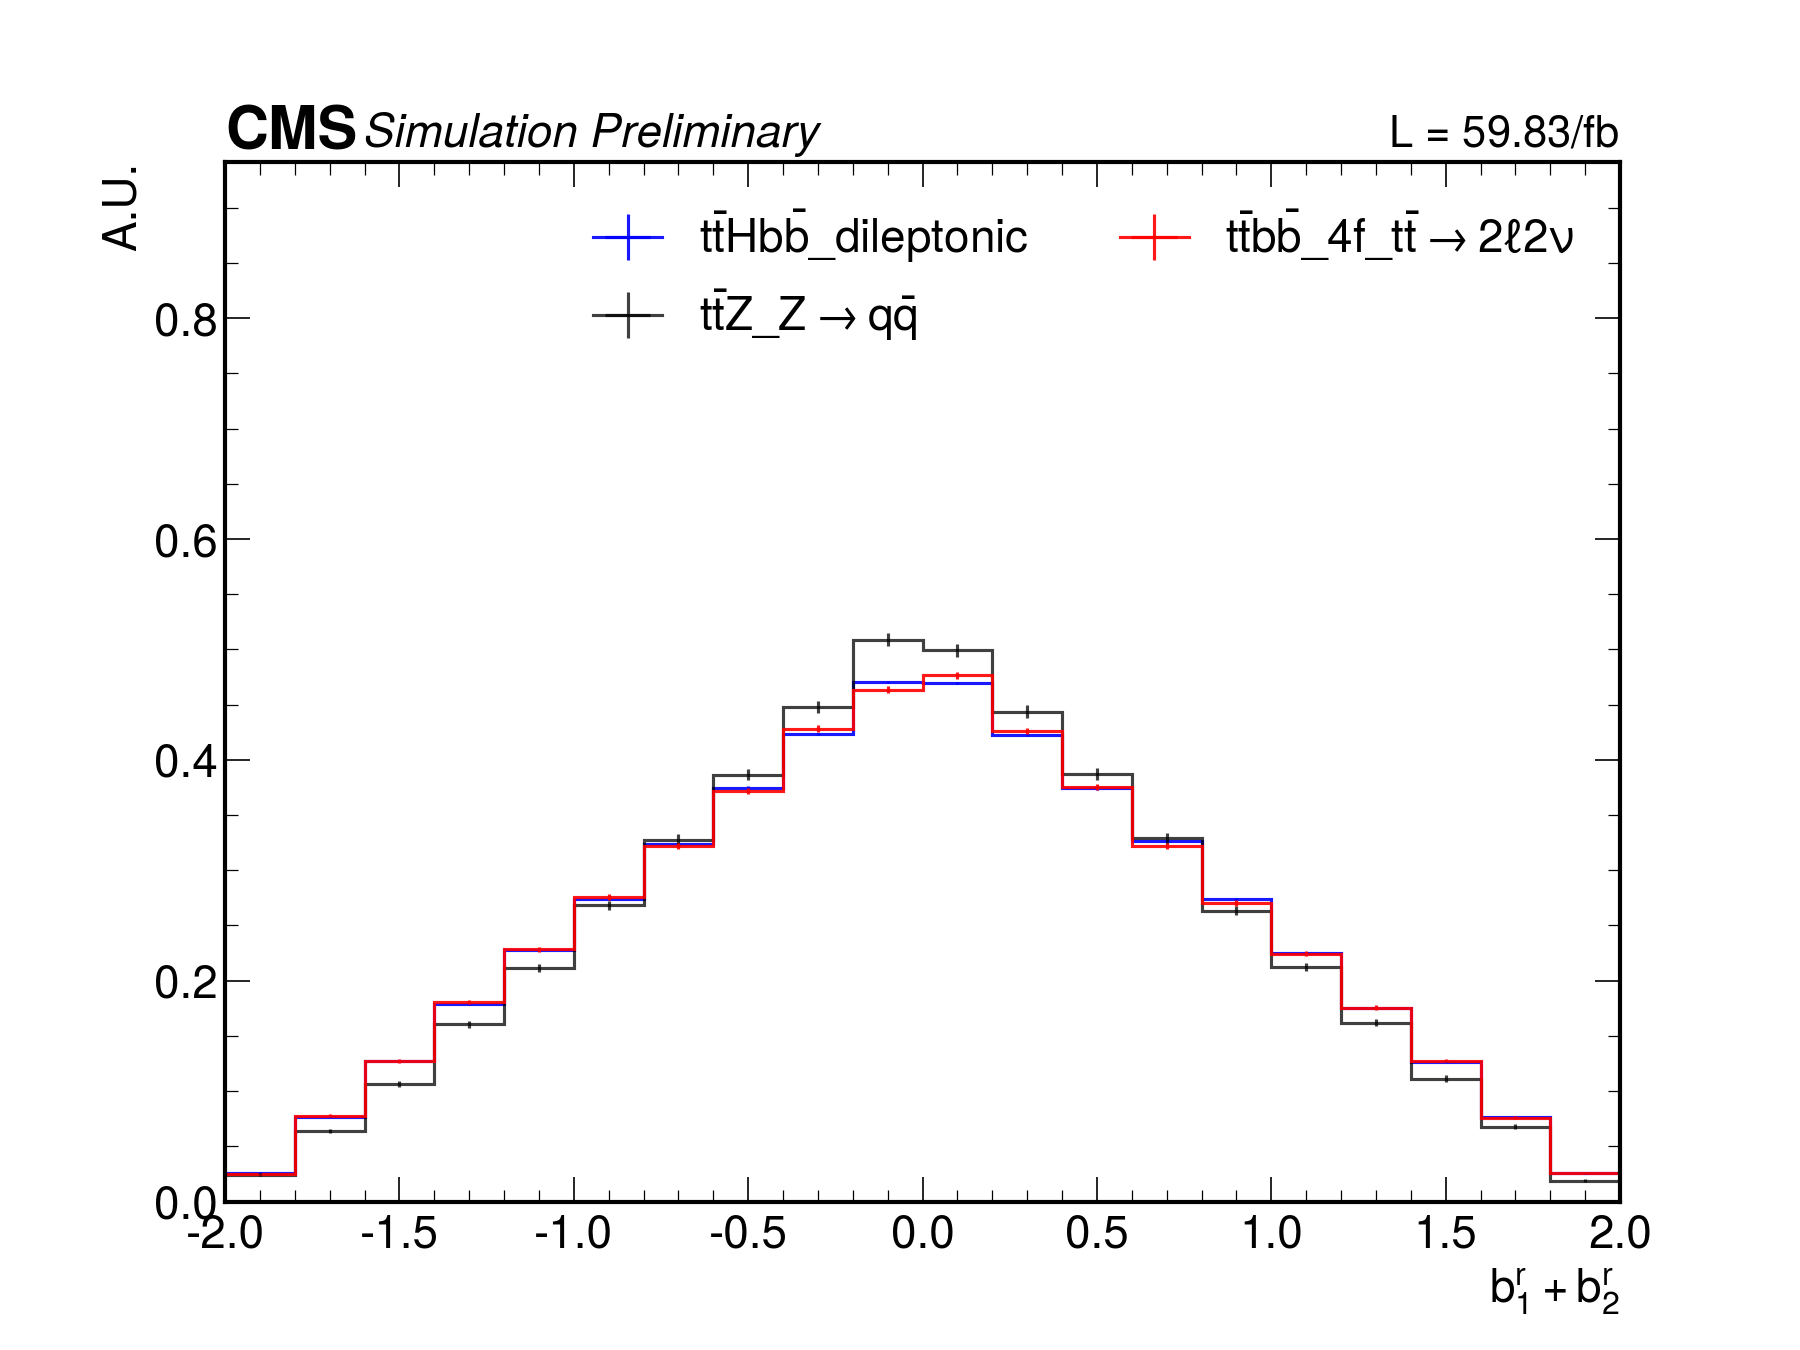 CMS Simulation Preliminary L = 59.83/fb
A.U.
tt̄Hbb̄_dileptonic tt̄bb̄_4f_tt̄ → 2ℓ2ν
tt̄Z_Z → qq̄
0.8
0.6
0.4
0.2
0.0
-2.0 -1.5 -1.0 -0.5 0.0 0.5 1.0 1.5 2.0
b₁ʳ + b₂ʳ